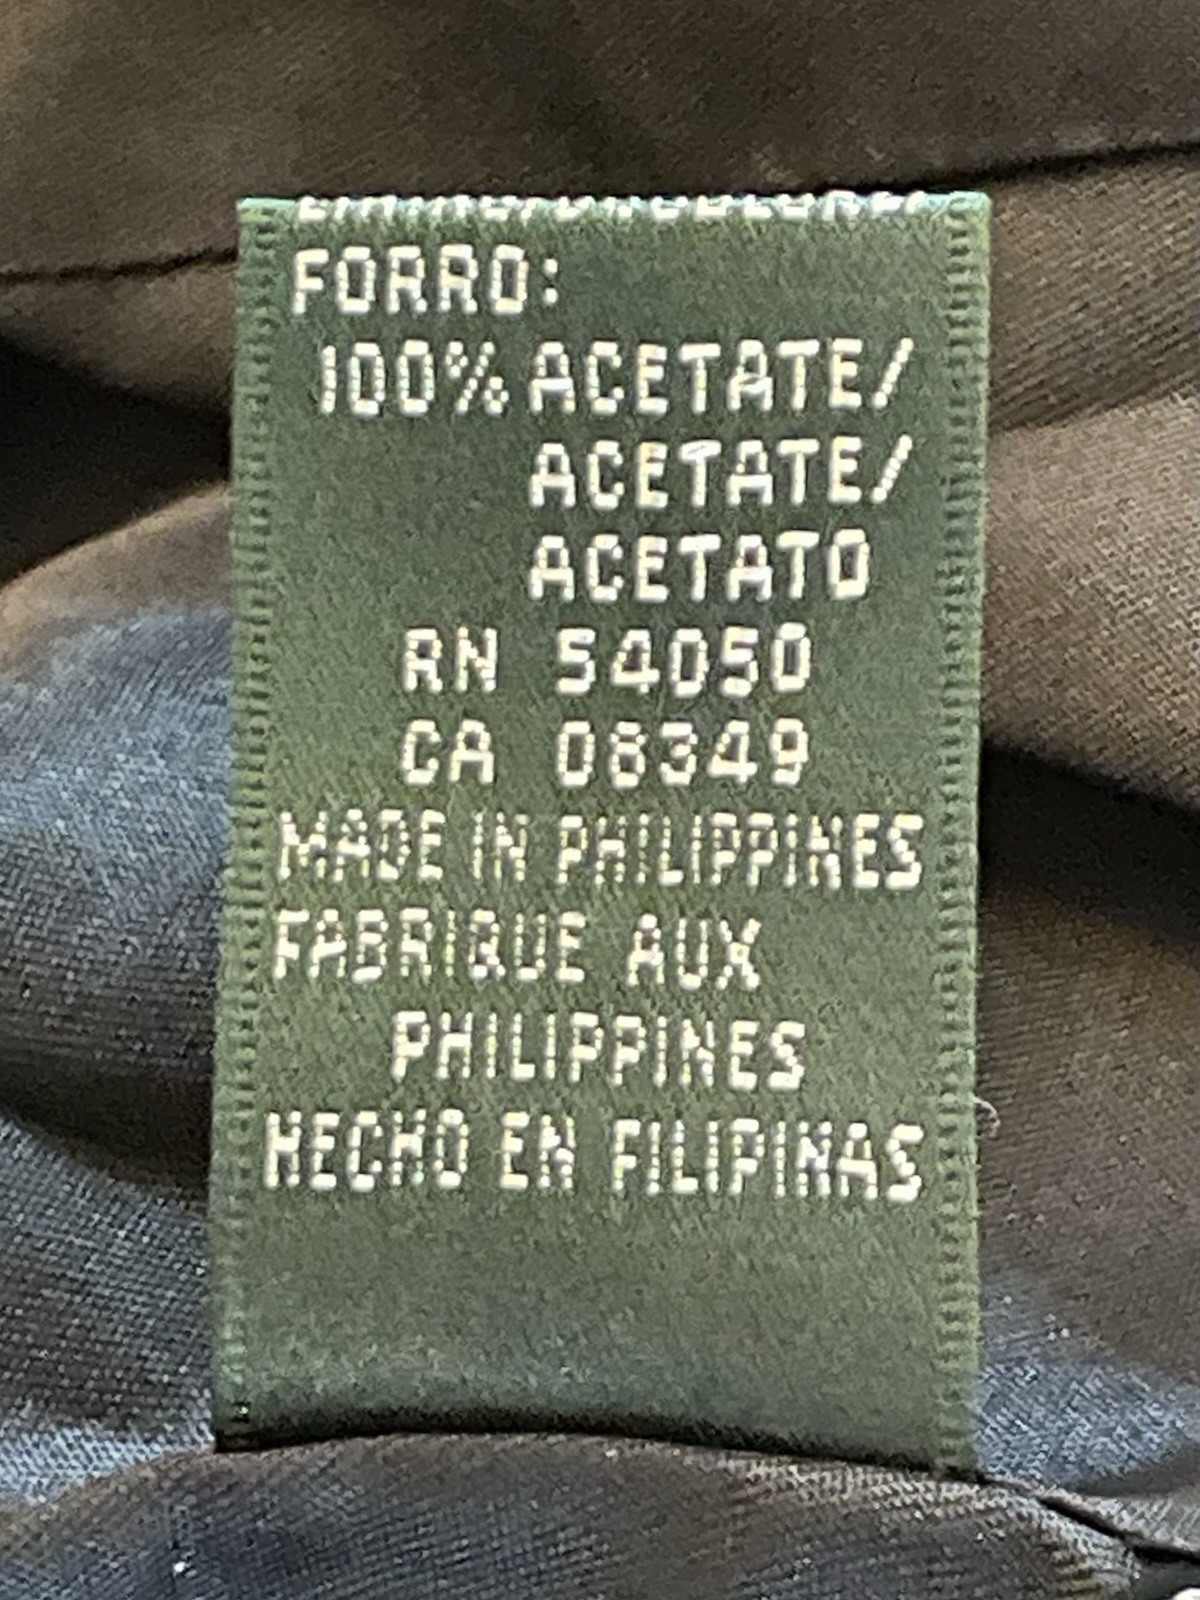 FORRO:
100% ACETATE/
ACETATE/
ACETATO
RN 54050
CA 08349
MADE IN PHILIPPINES
FABRIQUE AUX
PHILIPPINES
HECHO EN FILIPINAS